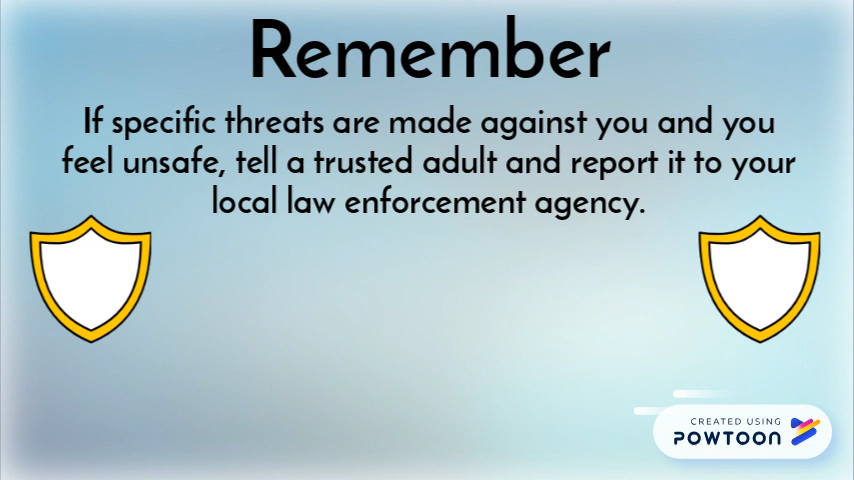 Remember
If specific threats are made against you and you
feel unsafe, tell a trusted adult and report it to your
local law enforcement agency.
CREATED USING
POWTOON